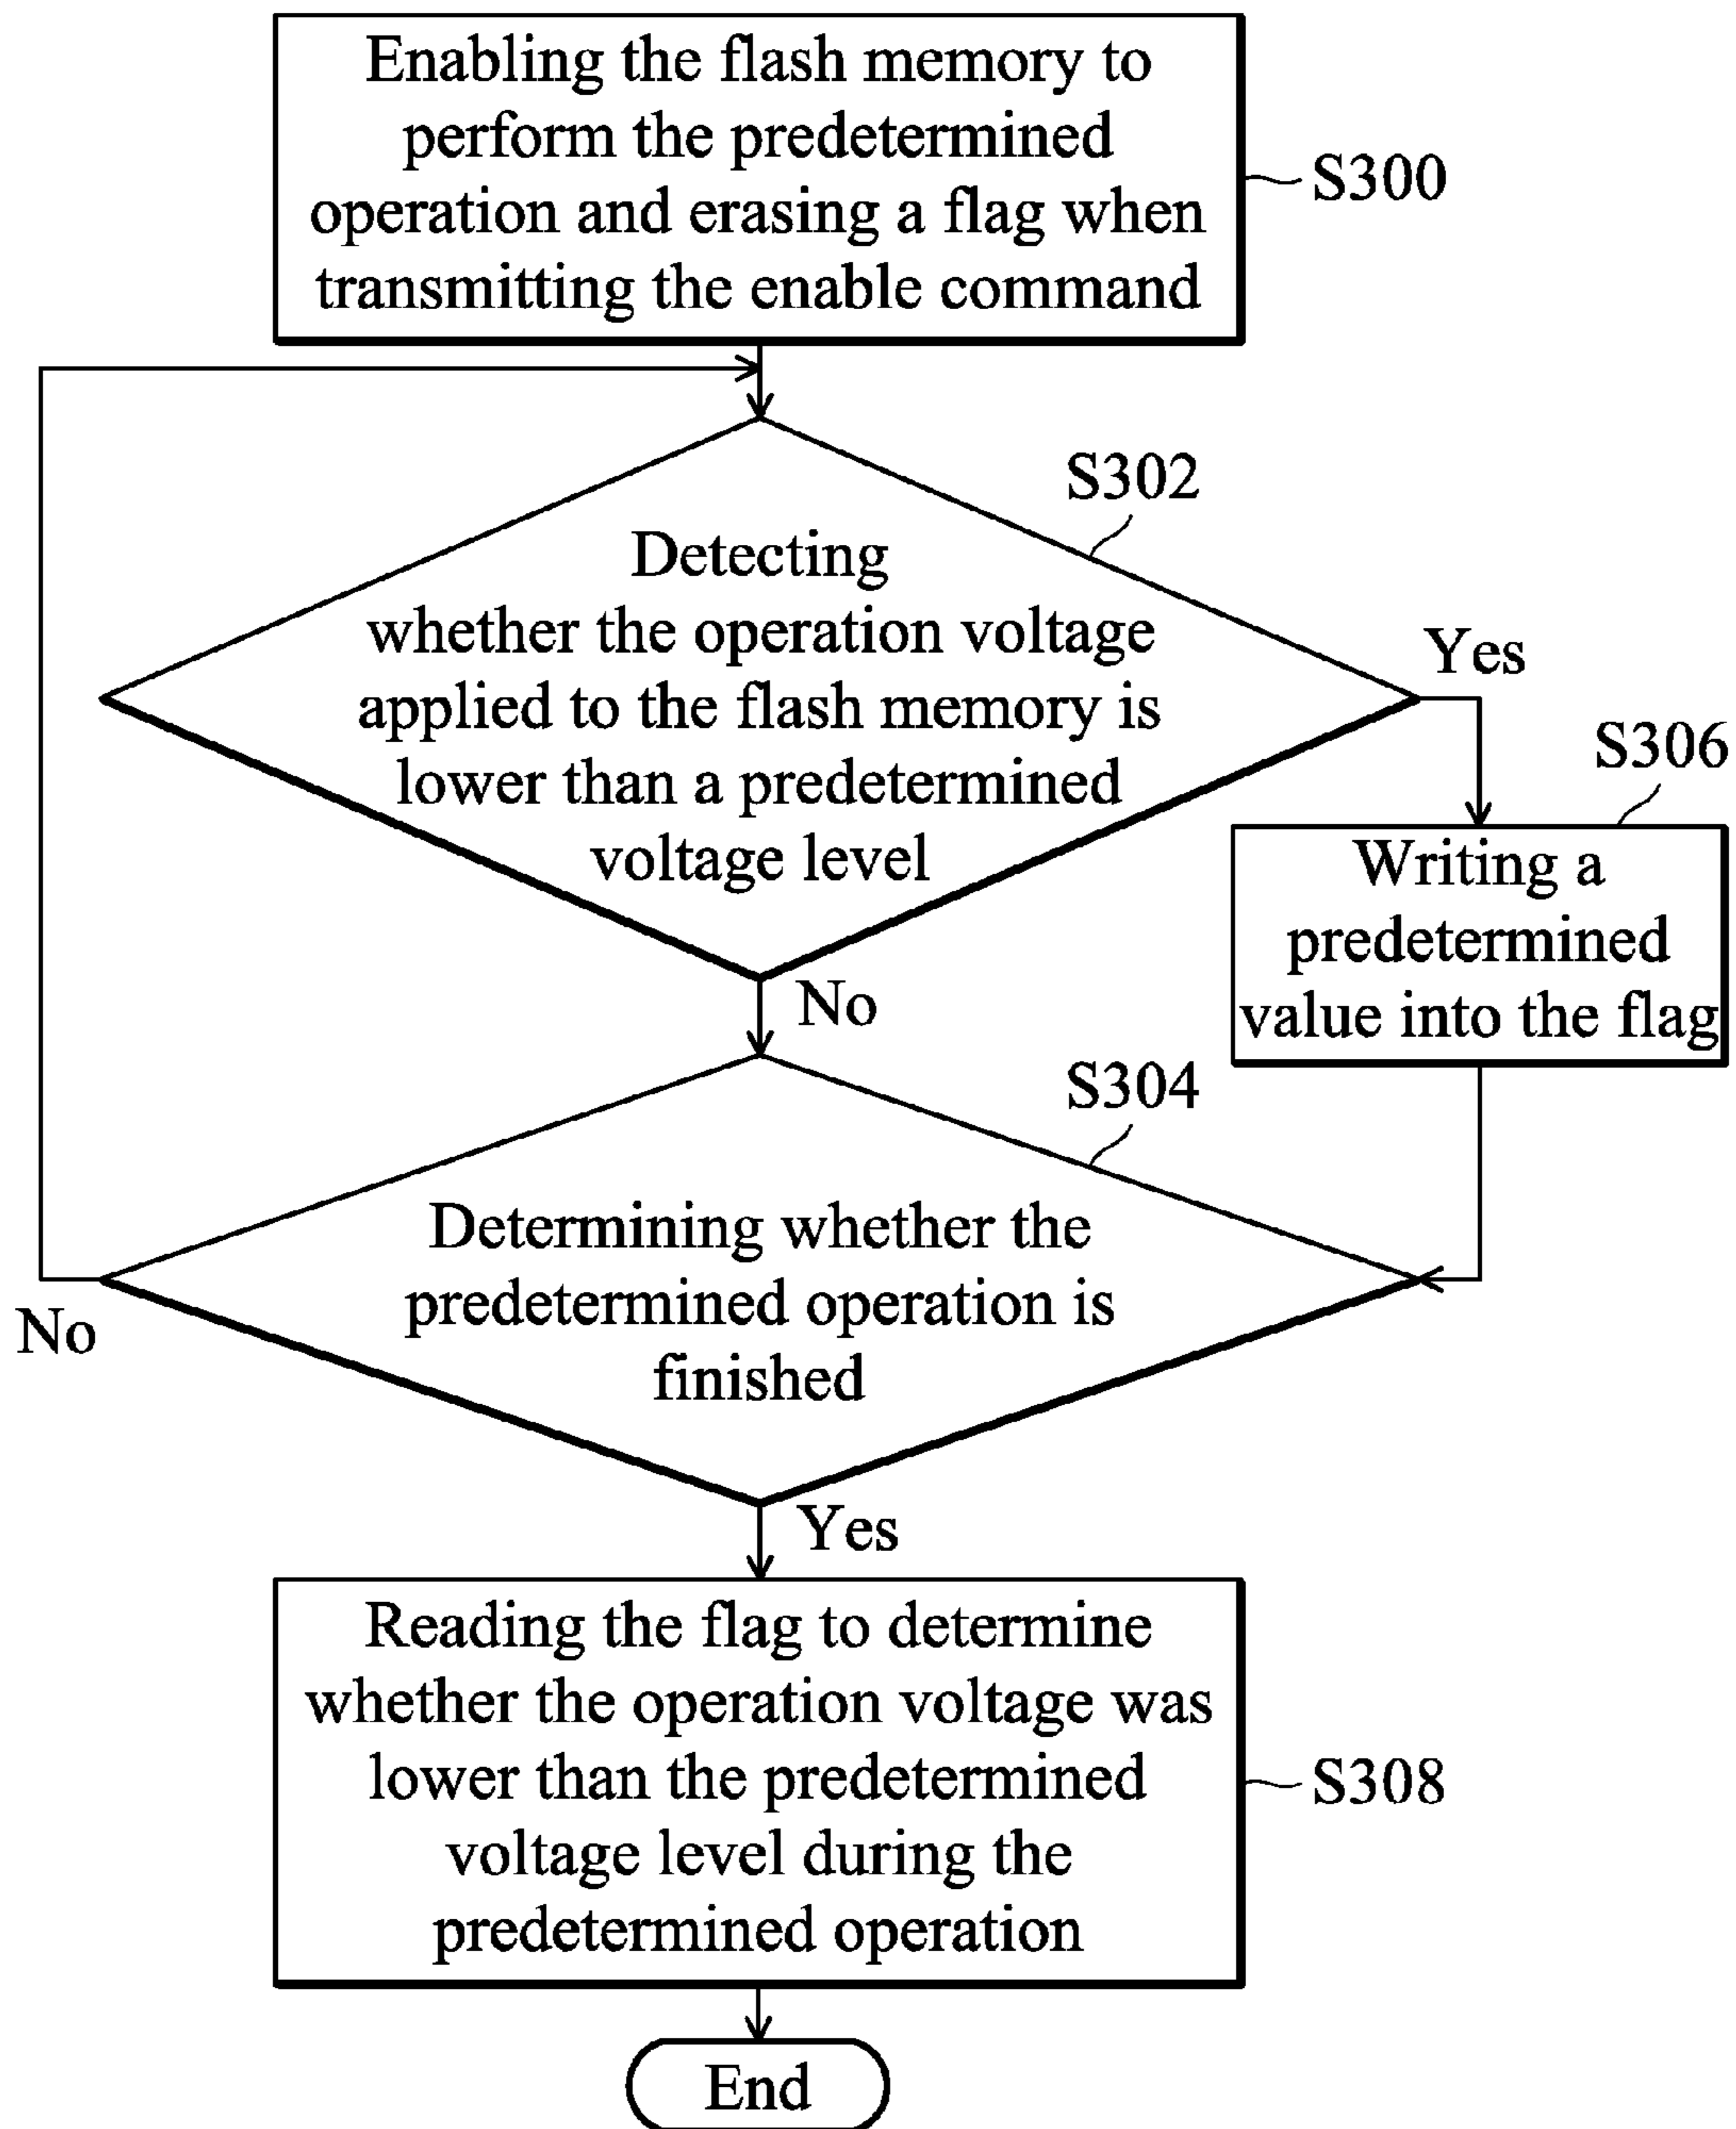 Enabling the flash memory to
perform the predetermined
operation and erasing a flag when
transmitting the enable command
S300
S302
Detecting
whether the operation voltage
applied to the flash memory is
lower than a predetermined
voltage level
Yes
S306
Writing a
predetermined
value into the flag
No
S304
Determining whether the
predetermined operation is
finished
No
Yes
Reading the flag to determine
whether the operation voltage was
lower than the predetermined
voltage level during the
predetermined operation
S308
End